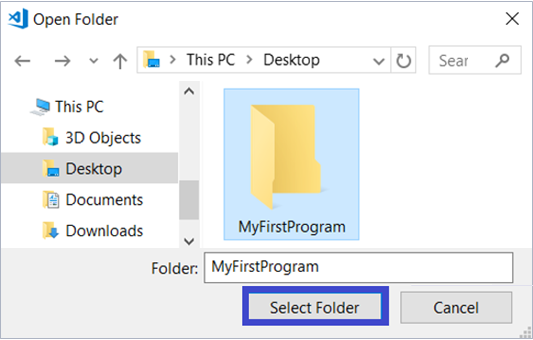 Open Folder
This PC
Desktop
Sear
This PC
3D Objects
Desktop
Documents
Downloads
MyFirstProgram
Folder: MyFirstProgram
Select Folder
Cancel